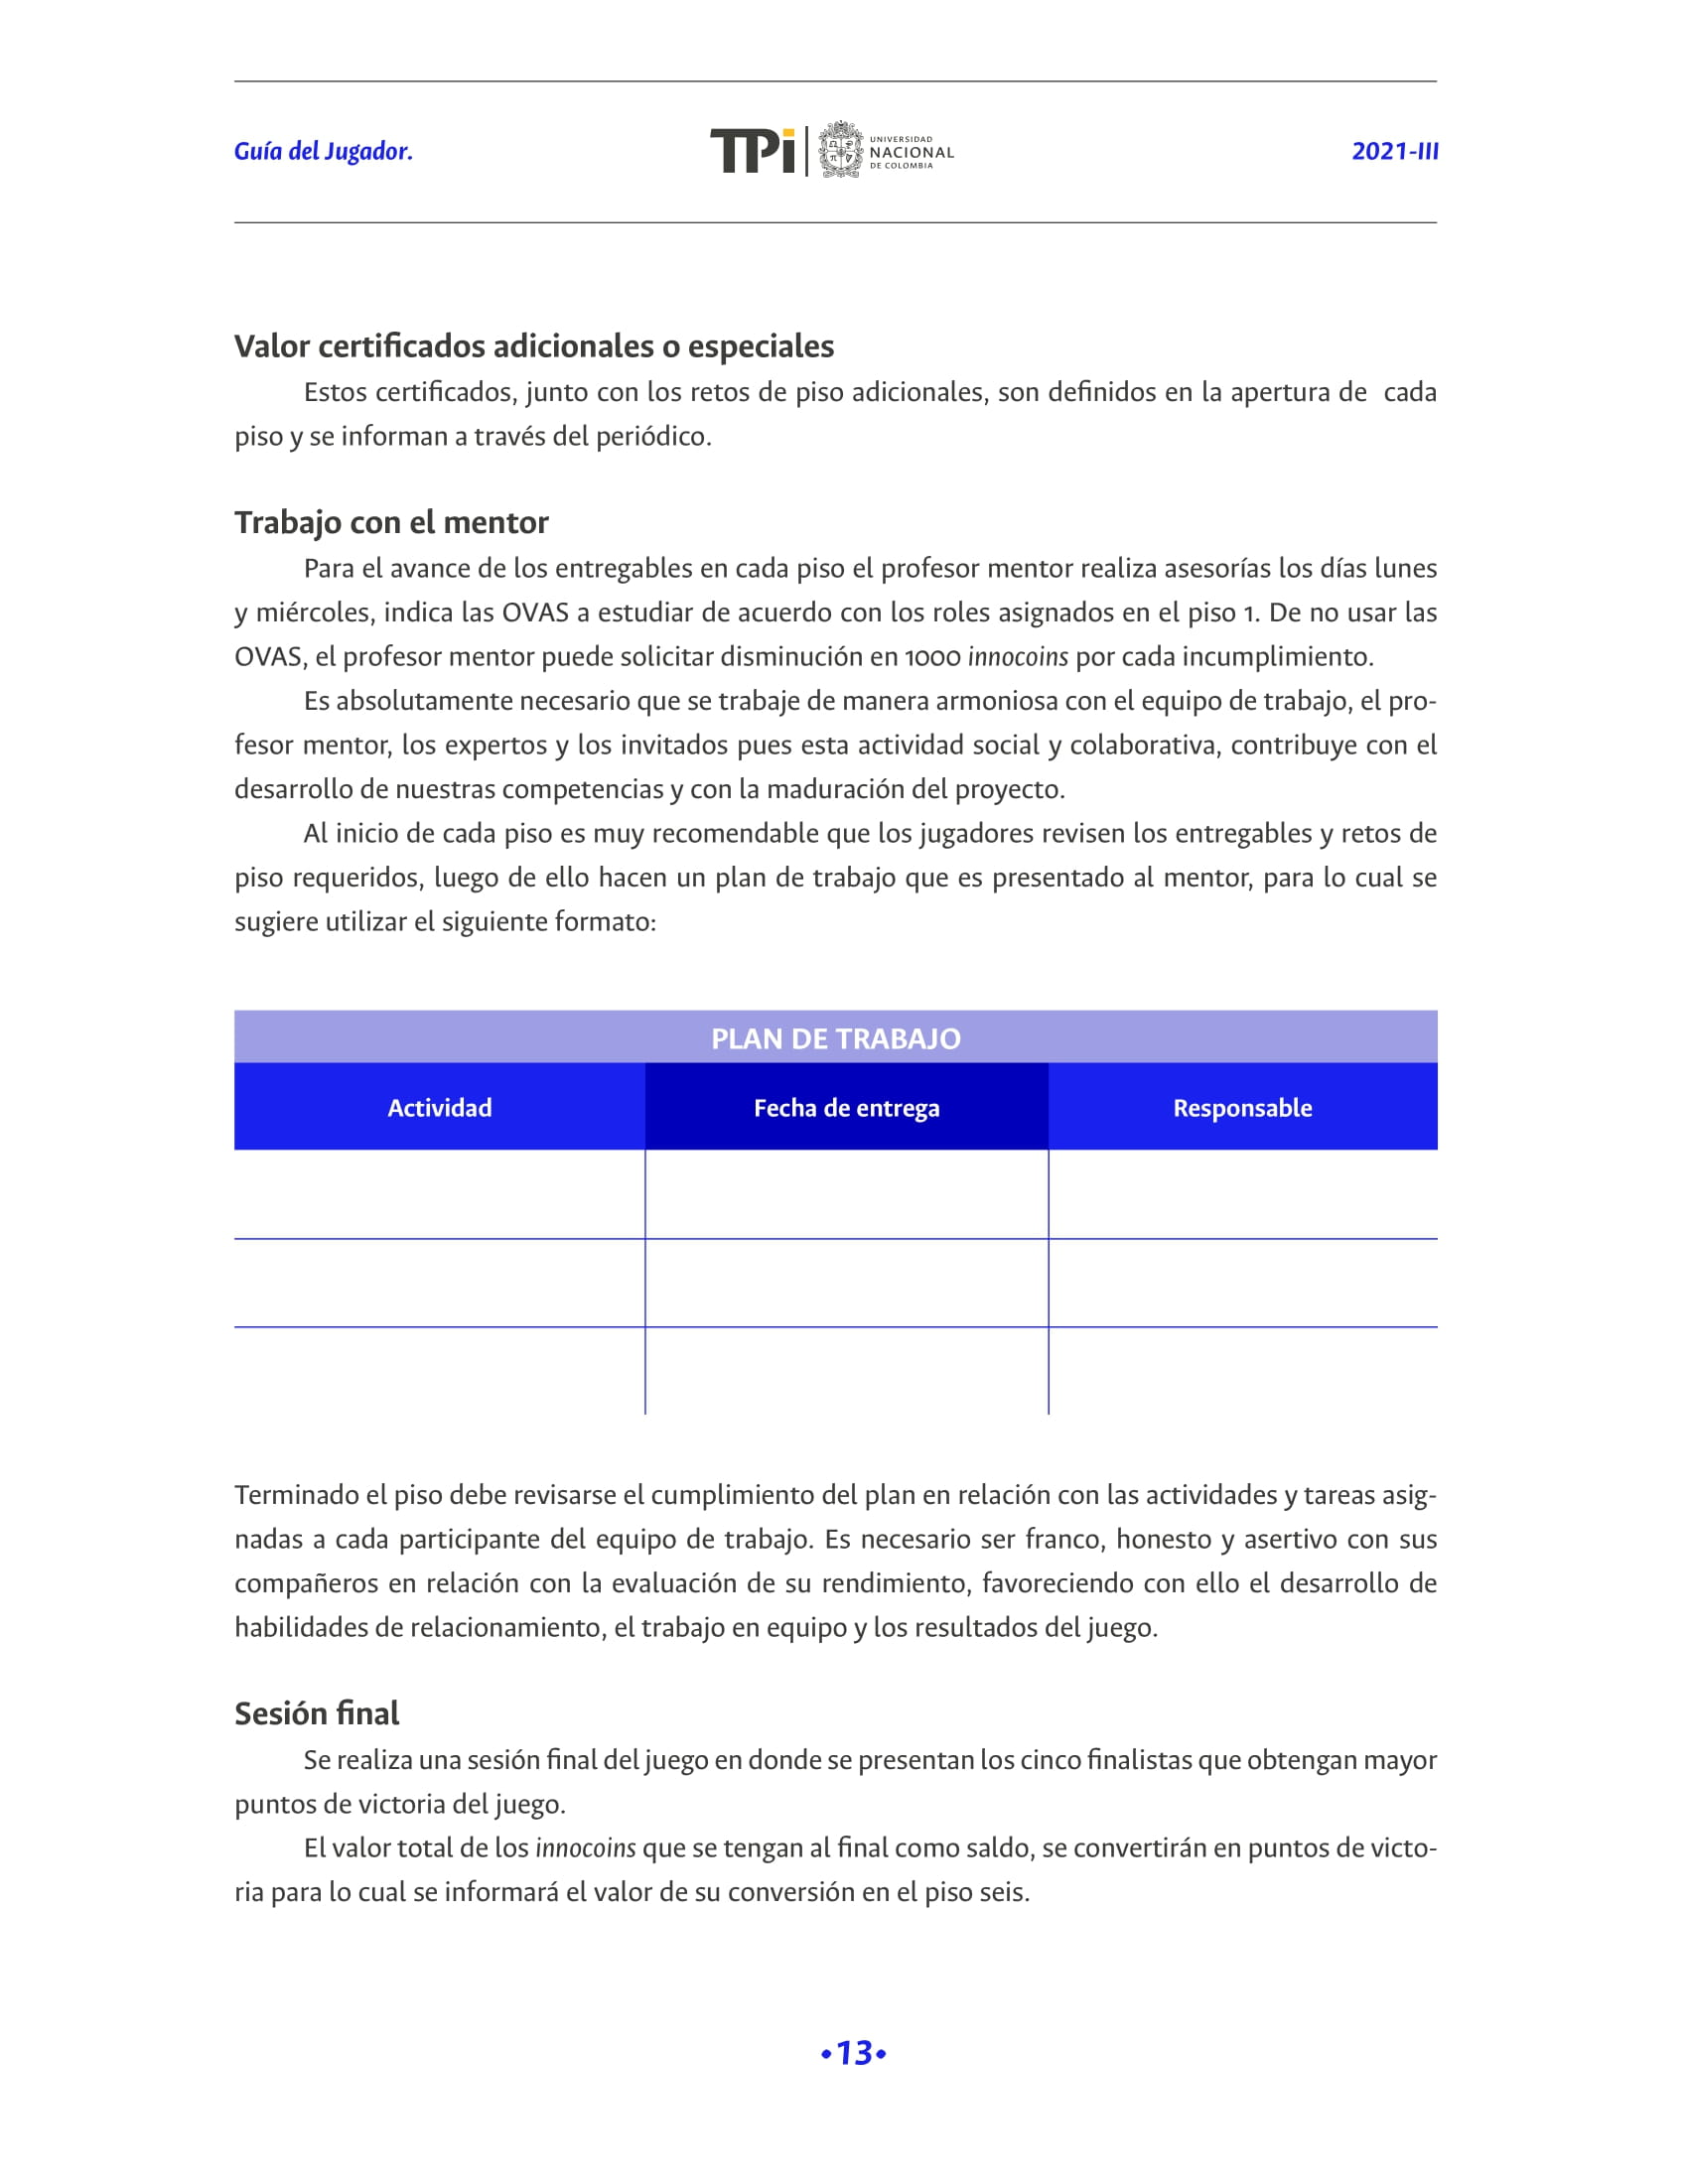 Guía del Jugador.
TPi
UNIVERSIDAD
NACIONAL
DE COLOMBIA
2021-III
Valor certificados adicionales o especiales
Estos certificados, junto con los retos de piso adicionales, son definidos en la apertura de  cada
piso y se informan a través del periódico.
Trabajo con el mentor
Para el avance de los entregables en cada piso el profesor mentor realiza asesorías los días lunes
y miércoles, indica las OVAS a estudiar de acuerdo con los roles asignados en el piso 1. De no usar las
OVAS, el profesor mentor puede solicitar disminución en 1000 innocoins por cada incumplimiento.
Es absolutamente necesario que se trabaje de manera armoniosa con el equipo de trabajo, el pro-
fesor mentor, los expertos y los invitados pues esta actividad social y colaborativa, contribuye con el
desarrollo de nuestras competencias y con la maduración del proyecto.
Al inicio de cada piso es muy recomendable que los jugadores revisen los entregables y retos de
piso requeridos, luego de ello hacen un plan de trabajo que es presentado al mentor, para lo cual se
sugiere utilizar el siguiente formato:
PLAN DE TRABAJO
Actividad
Fecha de entrega
Responsable
Terminado el piso debe revisarse el cumplimiento del plan en relación con las actividades y tareas asig-
nadas a cada participante del equipo de trabajo. Es necesario ser franco, honesto y asertivo con sus
compañeros en relación con la evaluación de su rendimiento, favoreciendo con ello el desarrollo de
habilidades de relacionamiento, el trabajo en equipo y los resultados del juego.
Sesión final
Se realiza una sesión final del juego en donde se presentan los cinco finalistas que obtengan mayor
puntos de victoria del juego.
El valor total de los innocoins que se tengan al final como saldo, se convertirán en puntos de victo-
ria para lo cual se informará el valor de su conversión en el piso seis.
•13•